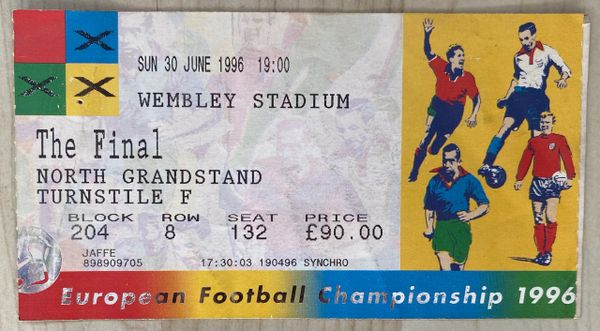 SUN 30 JUNE 1996 19:00
WEMBLEY STADIUM
The Final
NORTH GRANDSTAND
TURNSTILE F
BLOCK ROW SEAT PRICE
204 8 132 £90.00
JAFFE
898909705 17:30:03 190496 SYNCHRO
European Football Championship 1996